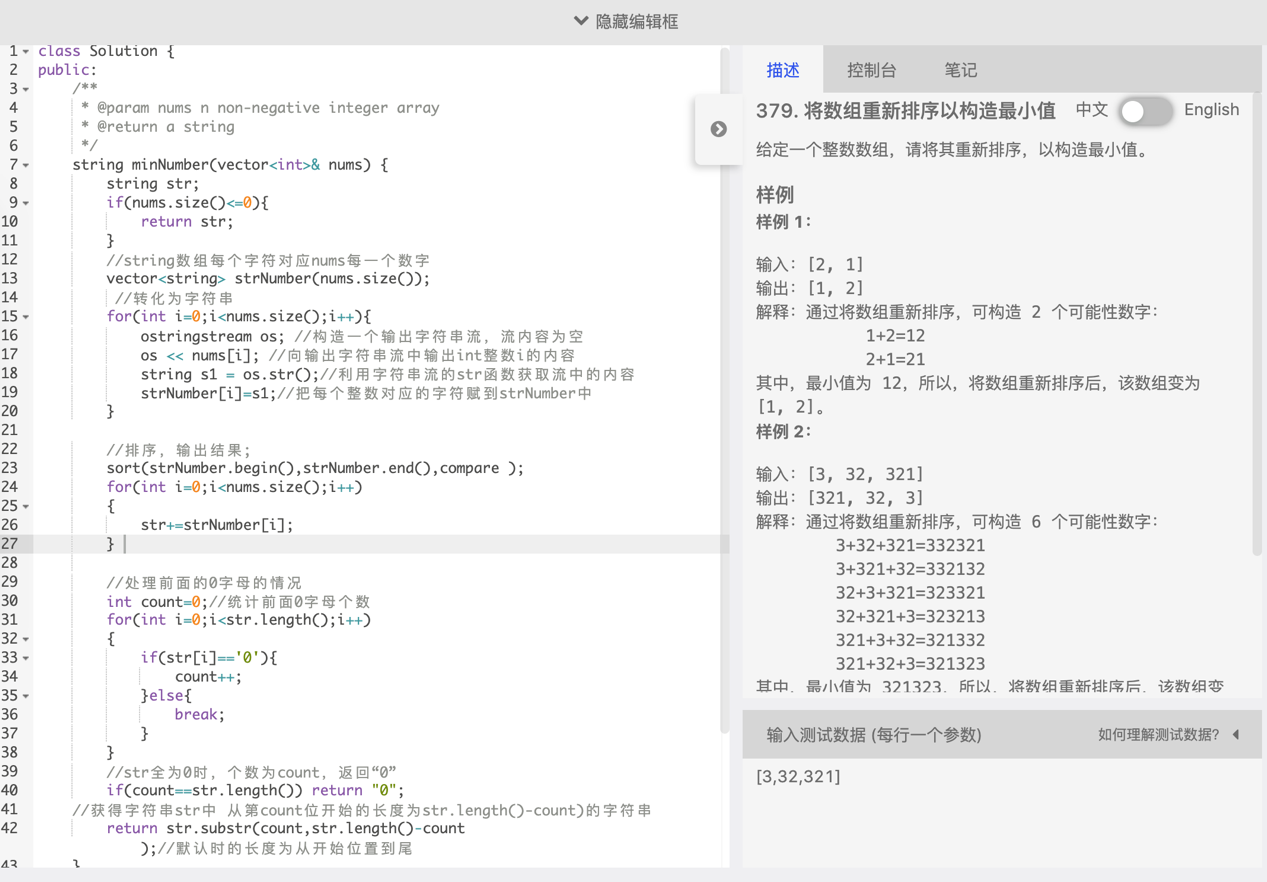 隐藏编辑框
1 class Solution {
2 public:
3     /**
4      * @param nums n non-negative integer array
5      * @return a string
6      */
7     string minNumber(vector<int>& nums) {
8         string str;
9         if(nums.size()<=0){
10             return str;
11         }
12         //string数组每个字符对应nums每一个数字
13         vector<string> strNumber(nums.size());
14          //转化为字符串
15         for(int i=0;i<nums.size();i++){
16             ostringstream os; //构造一个输出字符串流，流内容为空
17             os << nums[i]; //向输出字符串流中输出int整数i的内容
18             string s1 = os.str();//利用字符串流的str函数获取流中的内容
19             strNumber[i]=s1;//把每个整数对应的字符赋到strNumber中
20         }
21
22         //排序，输出结果；
23         sort(strNumber.begin(),strNumber.end(),compare );
24         for(int i=0;i<nums.size();i++)
25         {
26             str+=strNumber[i];
27         }
28
29         //处理前面的0字母的情况
30         int count=0;//统计前面0字母个数
31         for(int i=0;i<str.length();i++)
32         {
33             if(str[i]=='0'){
34                 count++;
35             }else{
36                 break;
37             }
38         }
39         //str全为0时，个数为count，返回“0”
40         if(count==str.length()) return "0";
41     //获得字符串str中 从第count位开始的长度为str.length()-count)的字符串
42         return str.substr(count,str.length()-count
            );//默认时的长度为从开始位置到尾
43     }
描述 控制台 笔记
379. 将数组重新排序以构造最小值 中文 English
给定一个整数数组，请将其重新排序，以构造最小值。
样例
样例 1：
输入：[2, 1]
输出：[1, 2]
解释：通过将数组重新排序，可构造 2 个可能性数字：
1+2=12
2+1=21
其中，最小值为 12，所以，将数组重新排序后，该数组变为
[1, 2]。
样例 2：
输入：[3, 32, 321]
输出：[321, 32, 3]
解释：通过将数组重新排序，可构造 6 个可能性数字：
3+32+321=332321
3+321+32=332132
32+3+321=323321
32+321+3=323213
321+3+32=321332
321+32+3=321323
其中，最小值为 321323，所以，将数组重新排序后，该数组变
输入测试数据 (每行一个参数) 如何理解测试数据？
[3,32,321]